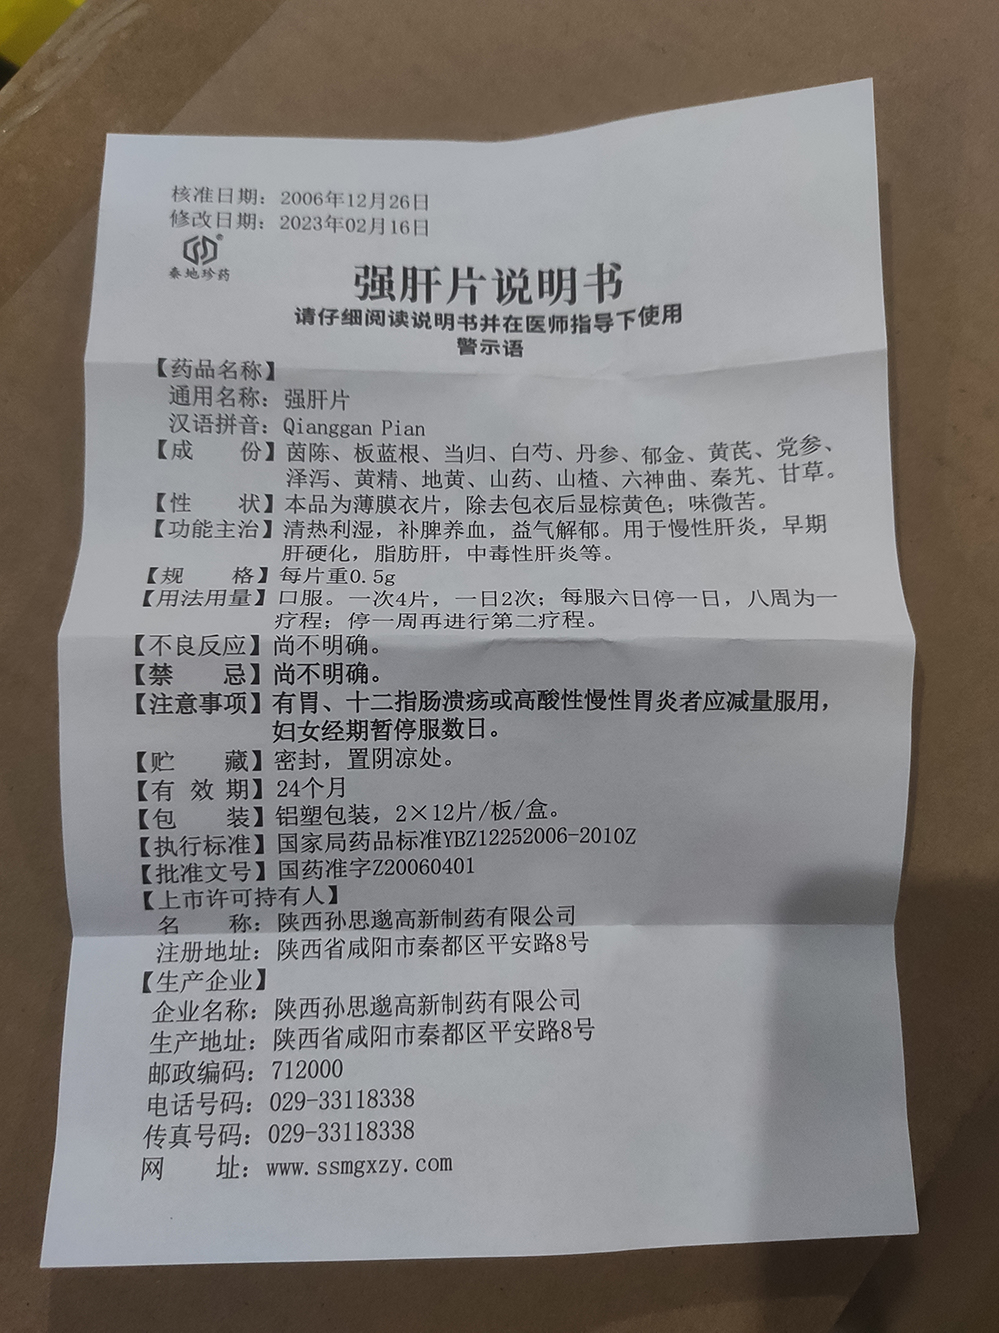 核准日期：2006年12月26日
修改日期：2023年02月16日
秦地珍药
强肝片说明书
请仔细阅读说明书并在医师指导下使用
警示语
【药品名称】
通用名称：强肝片
汉语拼音：Qianggan Pian
【成 份】茵陈、板蓝根、当归、白芍、丹参、郁金、黄芪、党参、
泽泻、黄精、地黄、山药、山楂、六神曲、秦艽、甘草。
【性 状】本品为薄膜衣片，除去包衣后显棕黄色；味微苦。
【功能主治】清热利湿，补脾养血，益气解郁。用于慢性肝炎，早期
肝硬化，脂肪肝，中毒性肝炎等。
【规 格】每片重0.5g
【用法用量】口服。一次4片，一日2次；每服六日停一日，八周为一
疗程；停一周再进行第二疗程。
【不良反应】尚不明确。
【禁 忌】尚不明确。
【注意事项】有胃、十二指肠溃疡或高酸性慢性胃炎者应减量服用，
妇女经期暂停服数日。
【贮 藏】密封，置阴凉处。
【有 效 期】24个月
【包 装】铝塑包装，2×12片/板/盒。
【执行标准】国家局药品标准YBZ12252006-2010Z
【批准文号】国药准字Z20060401
【上市许可持有人】
名 称：陕西孙思邈高新制药有限公司
注册地址：陕西省咸阳市秦都区平安路8号
【生产企业】
企业名称：陕西孙思邈高新制药有限公司
生产地址：陕西省咸阳市秦都区平安路8号
邮政编码：712000
电话号码：029-33118338
传真号码：029-33118338
网 址：www.ssmgxzy.com